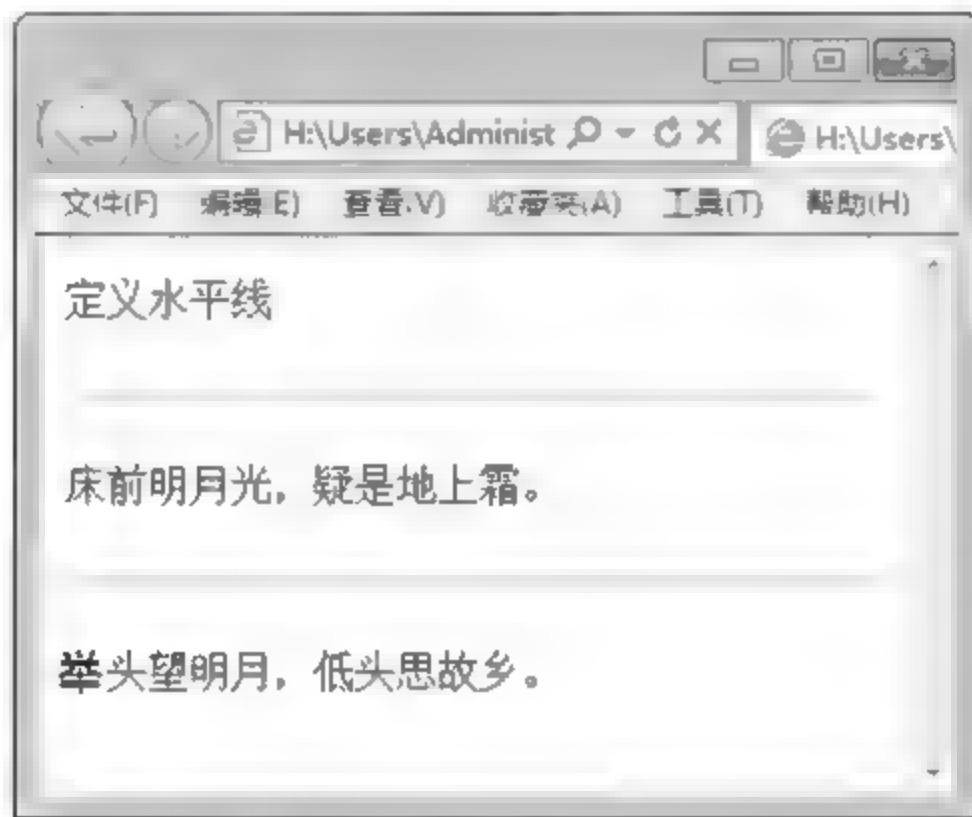 H:\Users\Administ H:\Users\
文件(F) 编辑(E) 查看(V) 收藏夹(A) 工具(T) 帮助(H)
定义水平线
床前明月光，疑是地上霜。
举头望明月，低头思故乡。